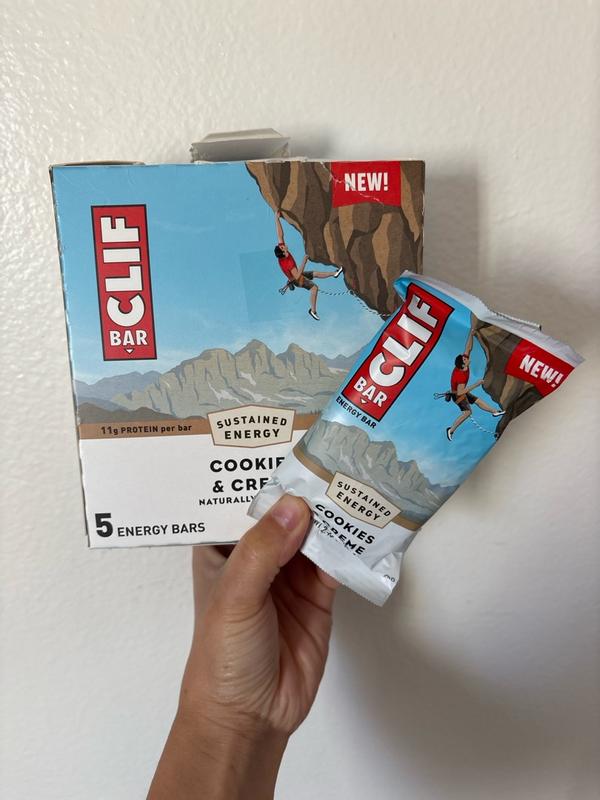 NEW!
CLIF
BAR
11g PROTEIN per bar
SUSTAINED
ENERGY
COOKIE
& CRE
NATURALLY
5 ENERGY BARS
NEW!
CLIF
BAR
ENERGY BAR
SUSTAINED
ENERGY
COOKIES
CREME